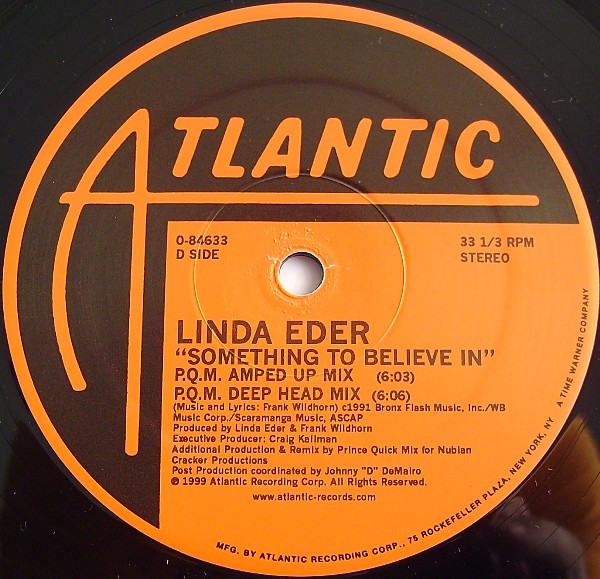 ATLANTIC
0-84633
D SIDE
33 1/3 RPM
STEREO
LINDA EDER
"SOMETHING TO BELIEVE IN"
P.Q.M. AMPED UP MIX (6:03)
P.Q.M. DEEP HEAD MIX (6:06)
(Music and Lyrics: Frank Wildhorn) c1991 Bronx Flash Music, Inc./WB
Music Corp./Scaramanga Music, ASCAP
Produced by Linda Eder & Frank Wildhorn
Executive Producer: Craig Kallman
Additional Production & Remix by Prince Quick Mix for Nubian
Cracker Productions
Post Production coordinated by Johnny "D" DeMairo
℗ 1999 Atlantic Recording Corp. All Rights Reserved.
www.atlantic-records.com
MFG. BY ATLANTIC RECORDING CORP., 75 ROCKEFELLER PLAZA, NEW YORK, NY A TIME WARNER COMPANY